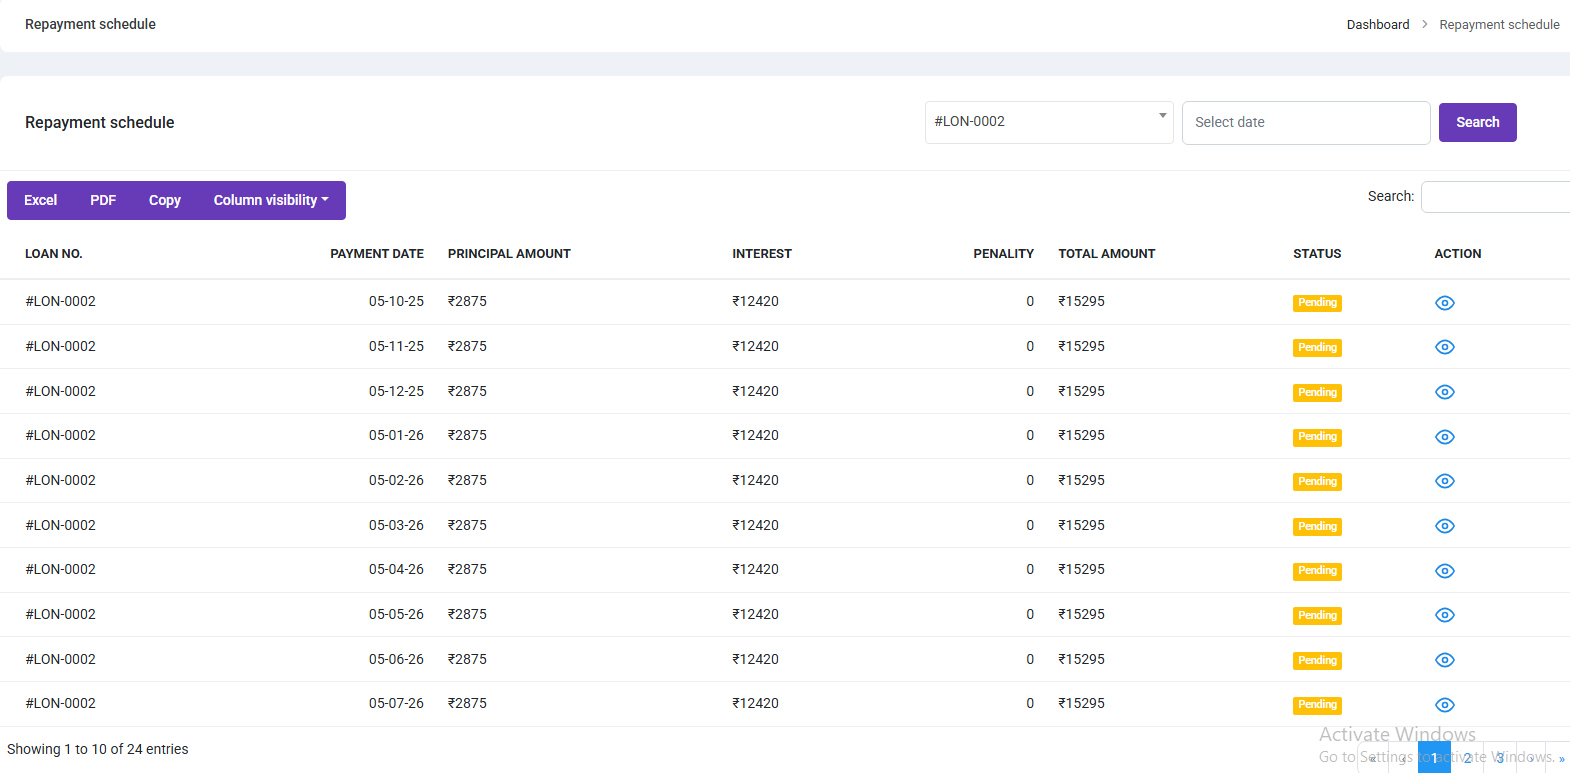 Repayment schedule
Dashboard > Repayment schedule
Repayment schedule
#LON-0002
Select date
Search
Excel PDF Copy Column visibility
Search:
LOAN NO. PAYMENT DATE PRINCIPAL AMOUNT INTEREST PENALITY TOTAL AMOUNT STATUS ACTION
#LON-0002 05-10-25 ₹2875 ₹12420 0 ₹15295 Pending
#LON-0002 05-11-25 ₹2875 ₹12420 0 ₹15295 Pending
#LON-0002 05-12-25 ₹2875 ₹12420 0 ₹15295 Pending
#LON-0002 05-01-26 ₹2875 ₹12420 0 ₹15295 Pending
#LON-0002 05-02-26 ₹2875 ₹12420 0 ₹15295 Pending
#LON-0002 05-03-26 ₹2875 ₹12420 0 ₹15295 Pending
#LON-0002 05-04-26 ₹2875 ₹12420 0 ₹15295 Pending
#LON-0002 05-05-26 ₹2875 ₹12420 0 ₹15295 Pending
#LON-0002 05-06-26 ₹2875 ₹12420 0 ₹15295 Pending
#LON-0002 05-07-26 ₹2875 ₹12420 0 ₹15295 Pending
Showing 1 to 10 of 24 entries
« ‹ 1 2 3 › »
Activate Windows
Go to Settings to activate Windows.